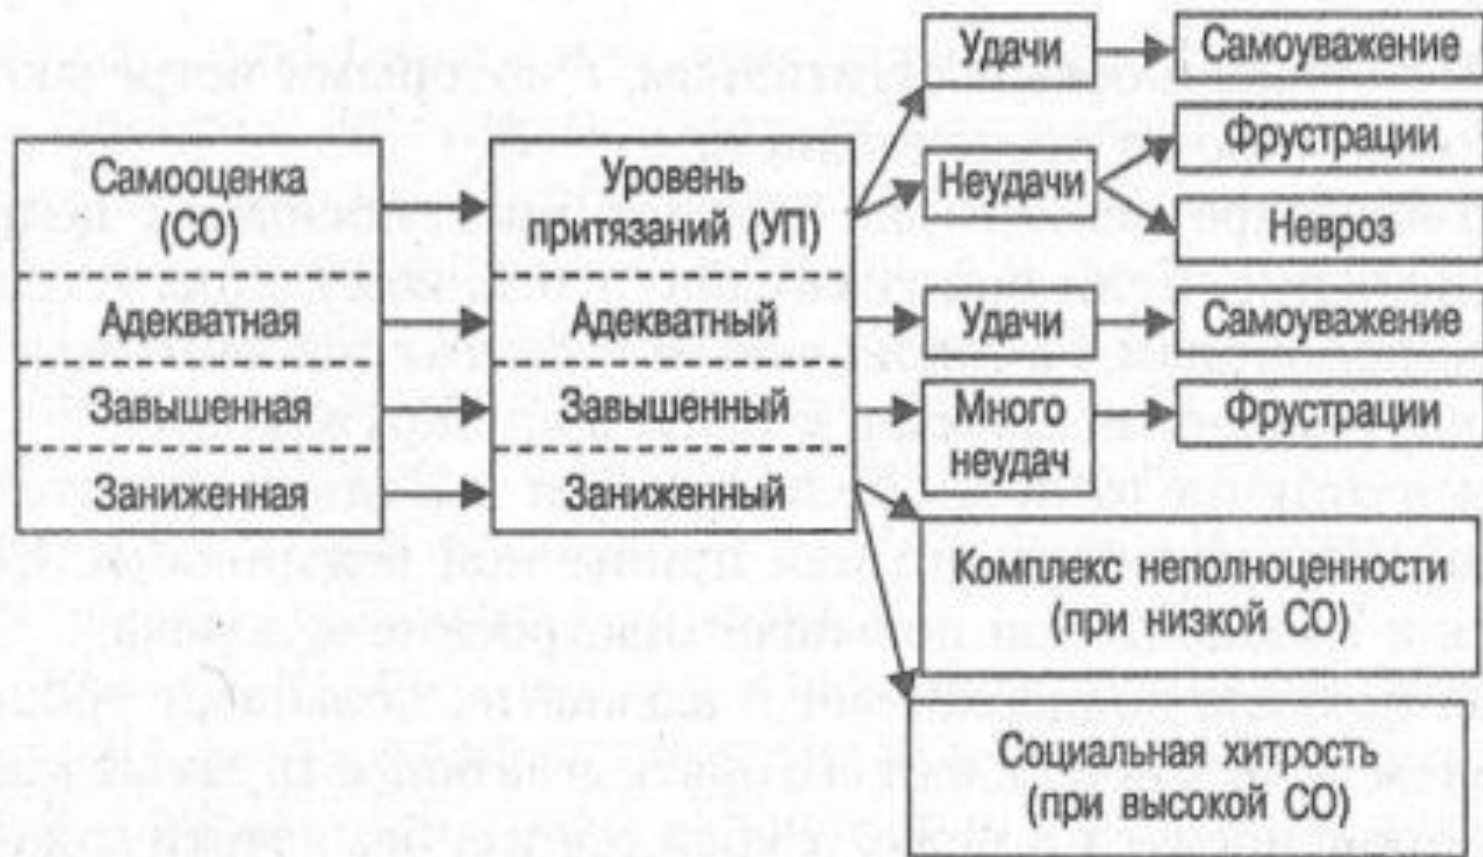 Самооценка
(СО)
Адекватная
Завышенная
Заниженная
Уровень
притязаний (УП)
Адекватный
Завышенный
Заниженный
Удачи
Самоуважение
Неудачи
Фрустрации
Невроз
Удачи
Самоуважение
Много
неудач
Фрустрации
Комплекс неполноценности
(при низкой СО)
Социальная хитрость
(при высокой СО)